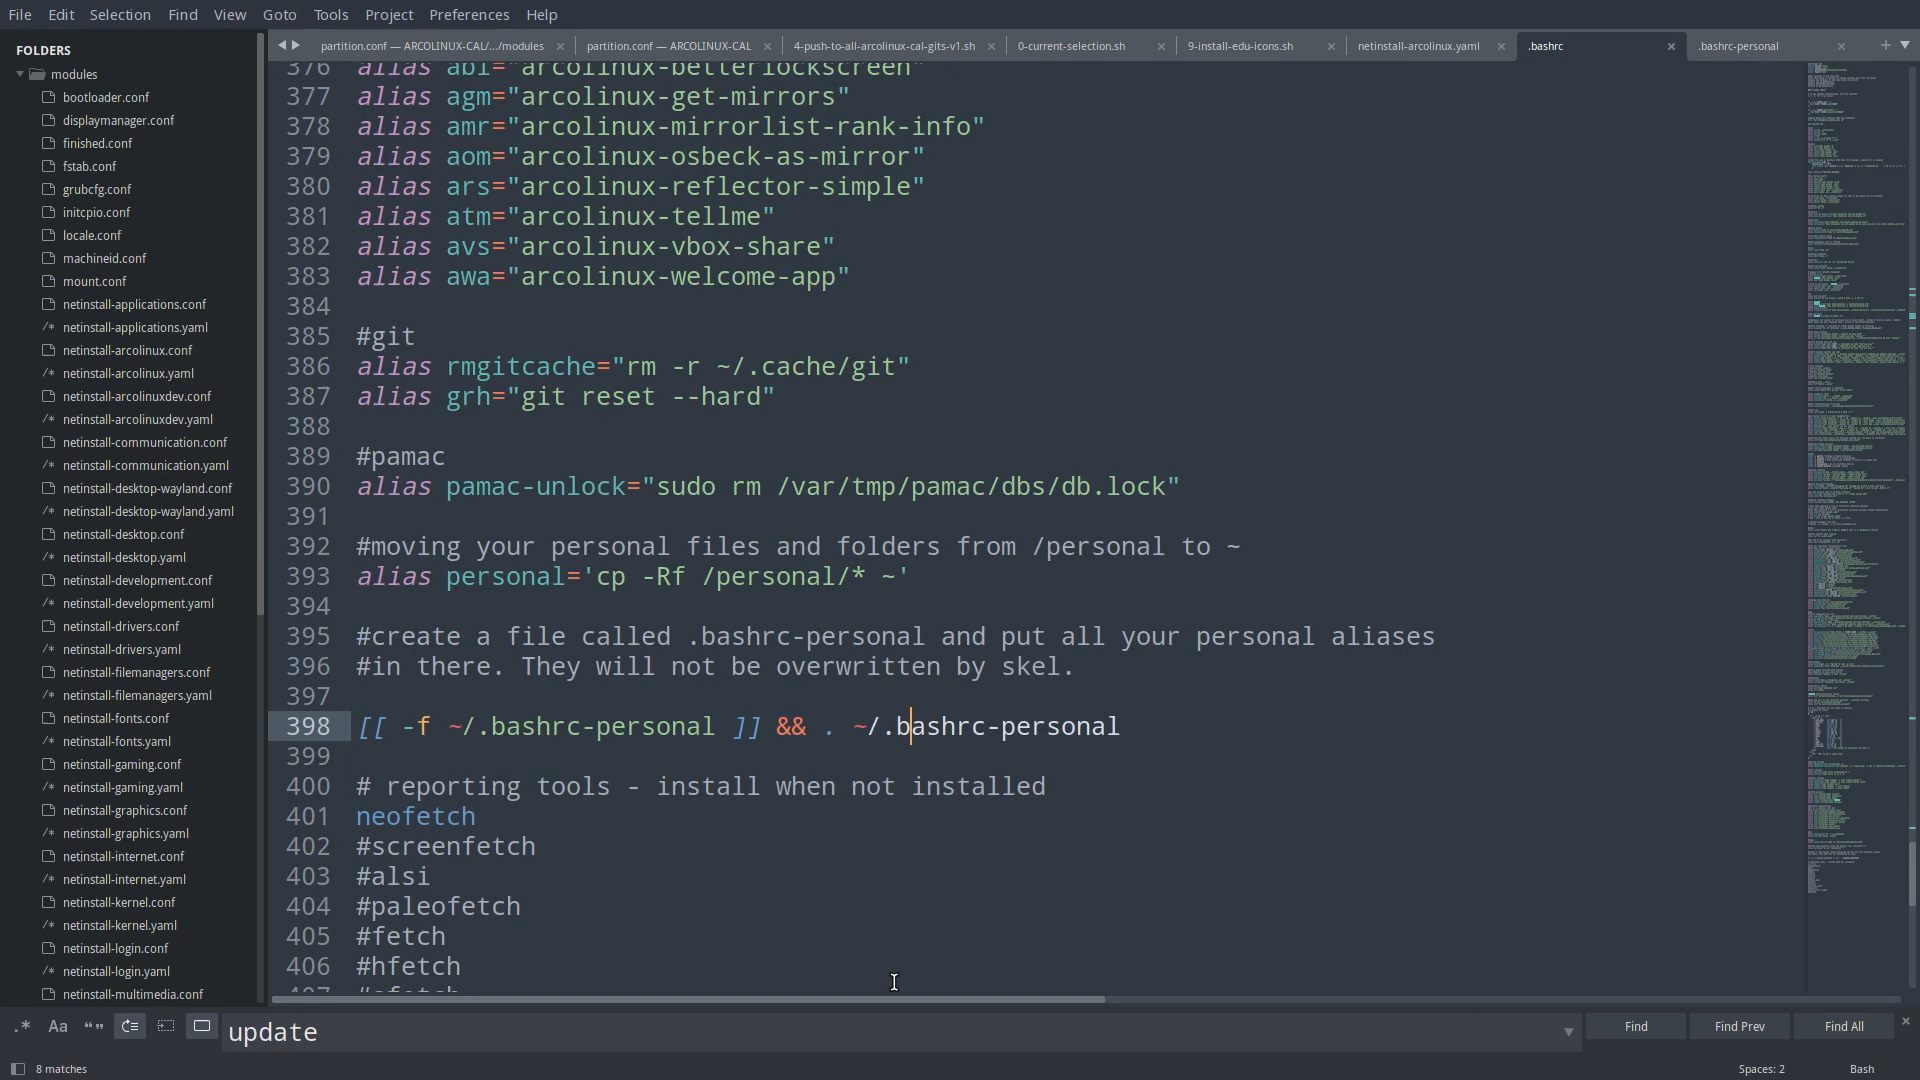 File Edit Selection Find View Goto Tools Project Preferences Help
FOLDERS
modules
bootloader.conf
displaymanager.conf
finished.conf
fstab.conf
grubcfg.conf
initcpio.conf
locale.conf
machineid.conf
mount.conf
netinstall-applications.conf
/* netinstall-applications.yaml
netinstall-arcolinux.conf
/* netinstall-arcolinux.yaml
netinstall-arcolinuxdev.conf
/* netinstall-arcolinuxdev.yaml
netinstall-communication.conf
/* netinstall-communication.yaml
netinstall-desktop-wayland.conf
/* netinstall-desktop-wayland.yaml
netinstall-desktop.conf
/* netinstall-desktop.yaml
netinstall-development.conf
/* netinstall-development.yaml
netinstall-drivers.conf
/* netinstall-drivers.yaml
netinstall-filemanagers.conf
/* netinstall-filemanagers.yaml
netinstall-fonts.conf
/* netinstall-fonts.yaml
netinstall-gaming.conf
/* netinstall-gaming.yaml
netinstall-graphics.conf
/* netinstall-graphics.yaml
netinstall-internet.conf
/* netinstall-internet.yaml
netinstall-kernel.conf
/* netinstall-kernel.yaml
netinstall-login.conf
/* netinstall-login.yaml
netinstall-multimedia.conf
partition.conf — ARCOLINUX-CAL/.../modules × partition.conf — ARCOLINUX-CAL × 4-push-to-all-arcolinux-cal-gits-v1.sh × 0-current-selection.sh × 9-install-edu-icons.sh × netinstall-arcolinux.yaml × .bashrc × .bashrc-personal × +
376 alias abl="arcolinux-betterlockscreen"
377 alias agm="arcolinux-get-mirrors"
378 alias amr="arcolinux-mirrorlist-rank-info"
379 alias aom="arcolinux-osbeck-as-mirror"
380 alias ars="arcolinux-reflector-simple"
381 alias atm="arcolinux-tellme"
382 alias avs="arcolinux-vbox-share"
383 alias awa="arcolinux-welcome-app"
384
385 #git
386 alias rmgitcache="rm -r ~/.cache/git"
387 alias grh="git reset --hard"
388
389 #pamac
390 alias pamac-unlock="sudo rm /var/tmp/pamac/dbs/db.lock"
391
392 #moving your personal files and folders from /personal to ~
393 alias personal='cp -Rf /personal/* ~'
394
395 #create a file called .bashrc-personal and put all your personal aliases
396 #in there. They will not be overwritten by skel.
397
398 [[ -f ~/.bashrc-personal ]] && . ~/.bashrc-personal
399
400 # reporting tools - install when not installed
401 neofetch
402 #screenfetch
403 #alsi
404 #paleofetch
405 #fetch
406 #hfetch
.* Aa “” update Find Find Prev Find All ×
8 matches Spaces: 2 Bash